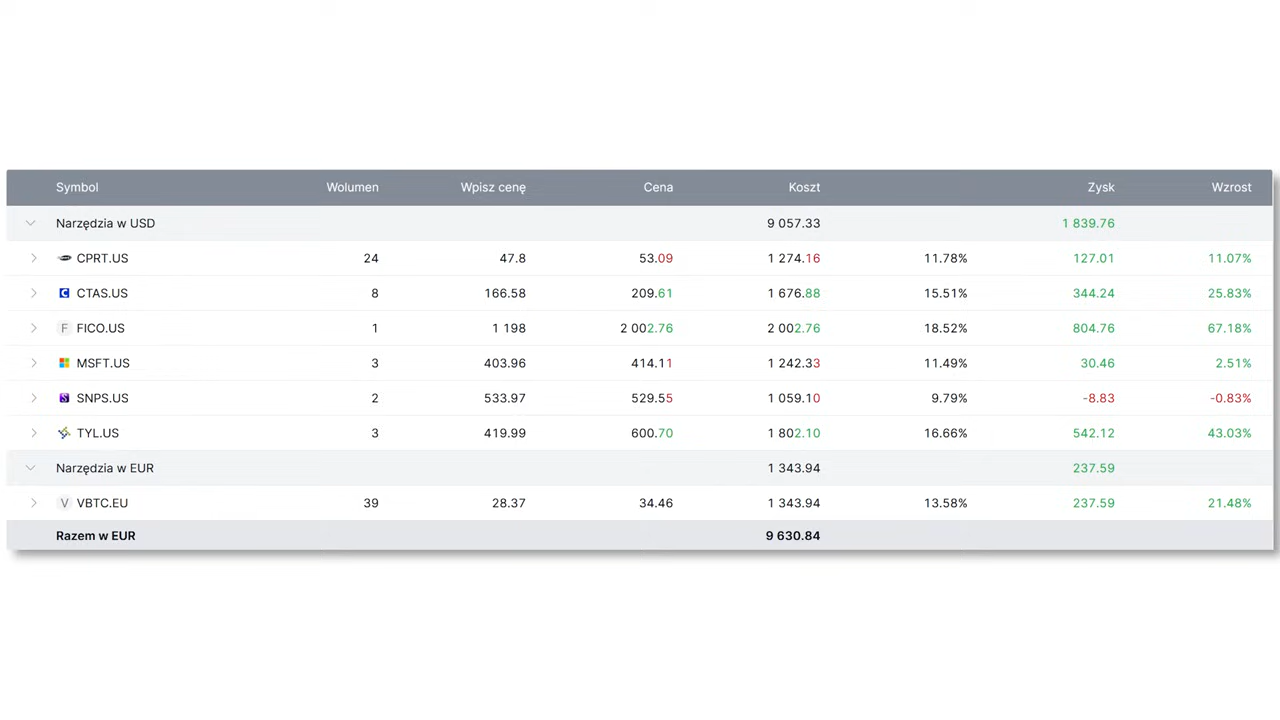 Symbol Wolumen Wpisz cenę Cena Koszt Zysk Wzrost
Narzędzia w USD 9 057.33 1 839.76
CPRT.US 24 47.8 53.09 1 274.16 11.78% 127.01 11.07%
CTAS.US 8 166.58 209.61 1 676.88 15.51% 344.24 25.83%
F FICO.US 1 1 198 2 002.76 2 002.76 18.52% 804.76 67.18%
MSFT.US 3 403.96 414.11 1 242.33 11.49% 30.46 2.51%
SNPS.US 2 533.97 529.55 1 059.10 9.79% -8.83 -0.83%
TYL.US 3 419.99 600.70 1 802.10 16.66% 542.12 43.03%
Narzędzia w EUR 1 343.94 237.59
V VBTC.EU 39 28.37 34.46 1 343.94 13.58% 237.59 21.48%
Razem w EUR 9 630.84